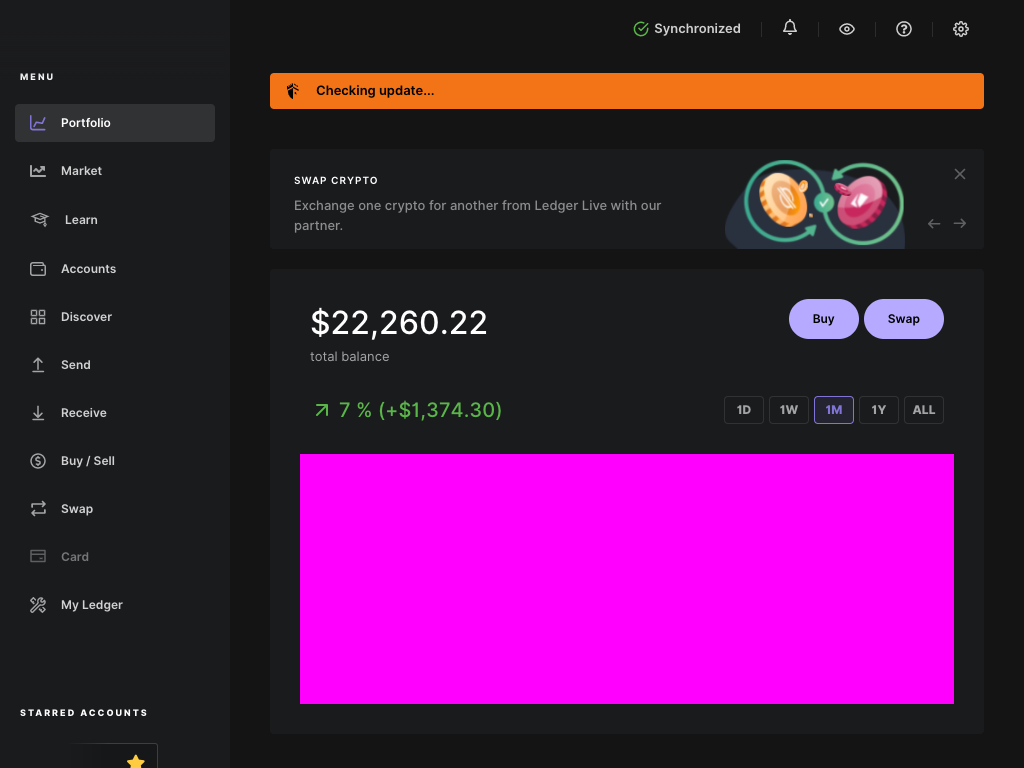 Synchronized
MENU
Portfolio
Market
Learn
Accounts
Discover
Send
Receive
Buy / Sell
Swap
Card
My Ledger
STARRED ACCOUNTS
Checking update...
SWAP CRYPTO
Exchange one crypto for another from Ledger Live with our
partner.
$22,260.22
total balance
Buy
Swap
7 % (+$1,374.30)
1D
1W
1M
1Y
ALL